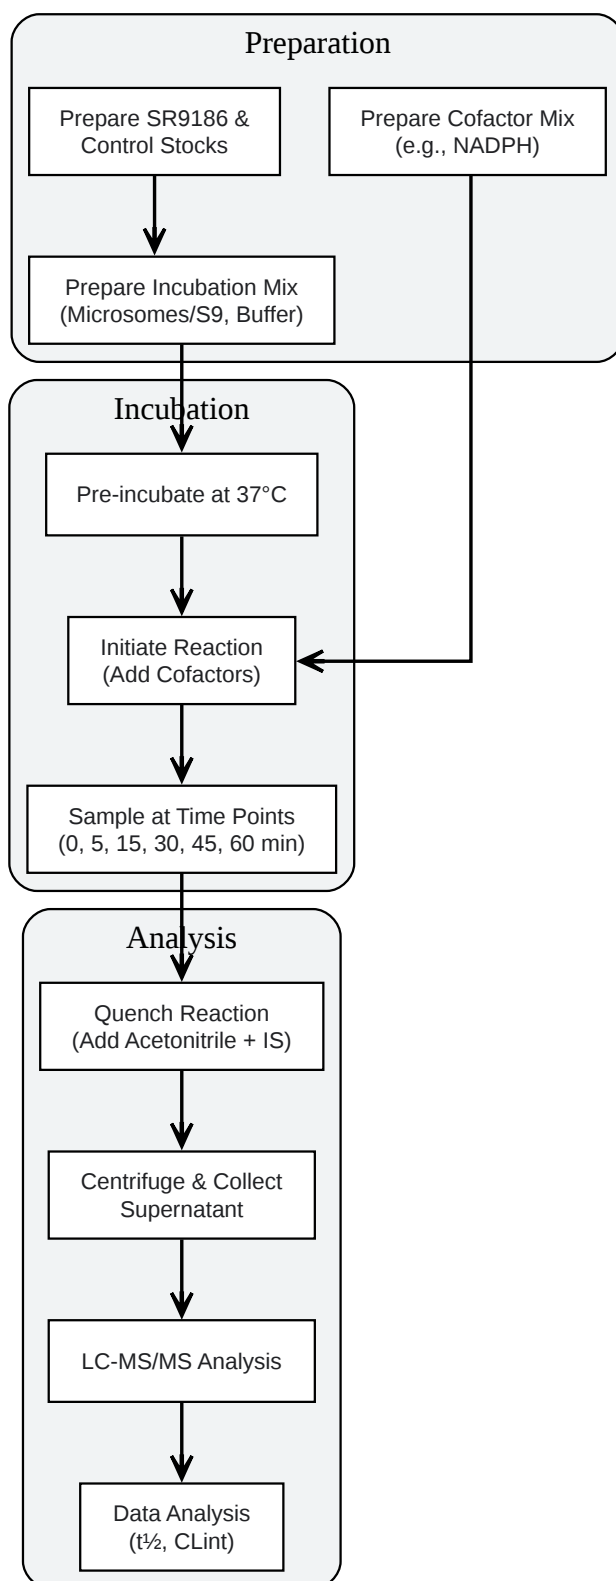 Preparation
Prepare SR9186 &
Control Stocks
Prepare Cofactor Mix
(e.g., NADPH)
Prepare Incubation Mix
(Microsomes/S9, Buffer)
Incubation
Pre-incubate at 37°C
Initiate Reaction
(Add Cofactors)
Sample at Time Points
(0, 5, 15, 30, 45, 60 min)
Analysis
Quench Reaction
(Add Acetonitrile + IS)
Centrifuge & Collect
Supernatant
LC-MS/MS Analysis
Data Analysis
(t½, CLint)